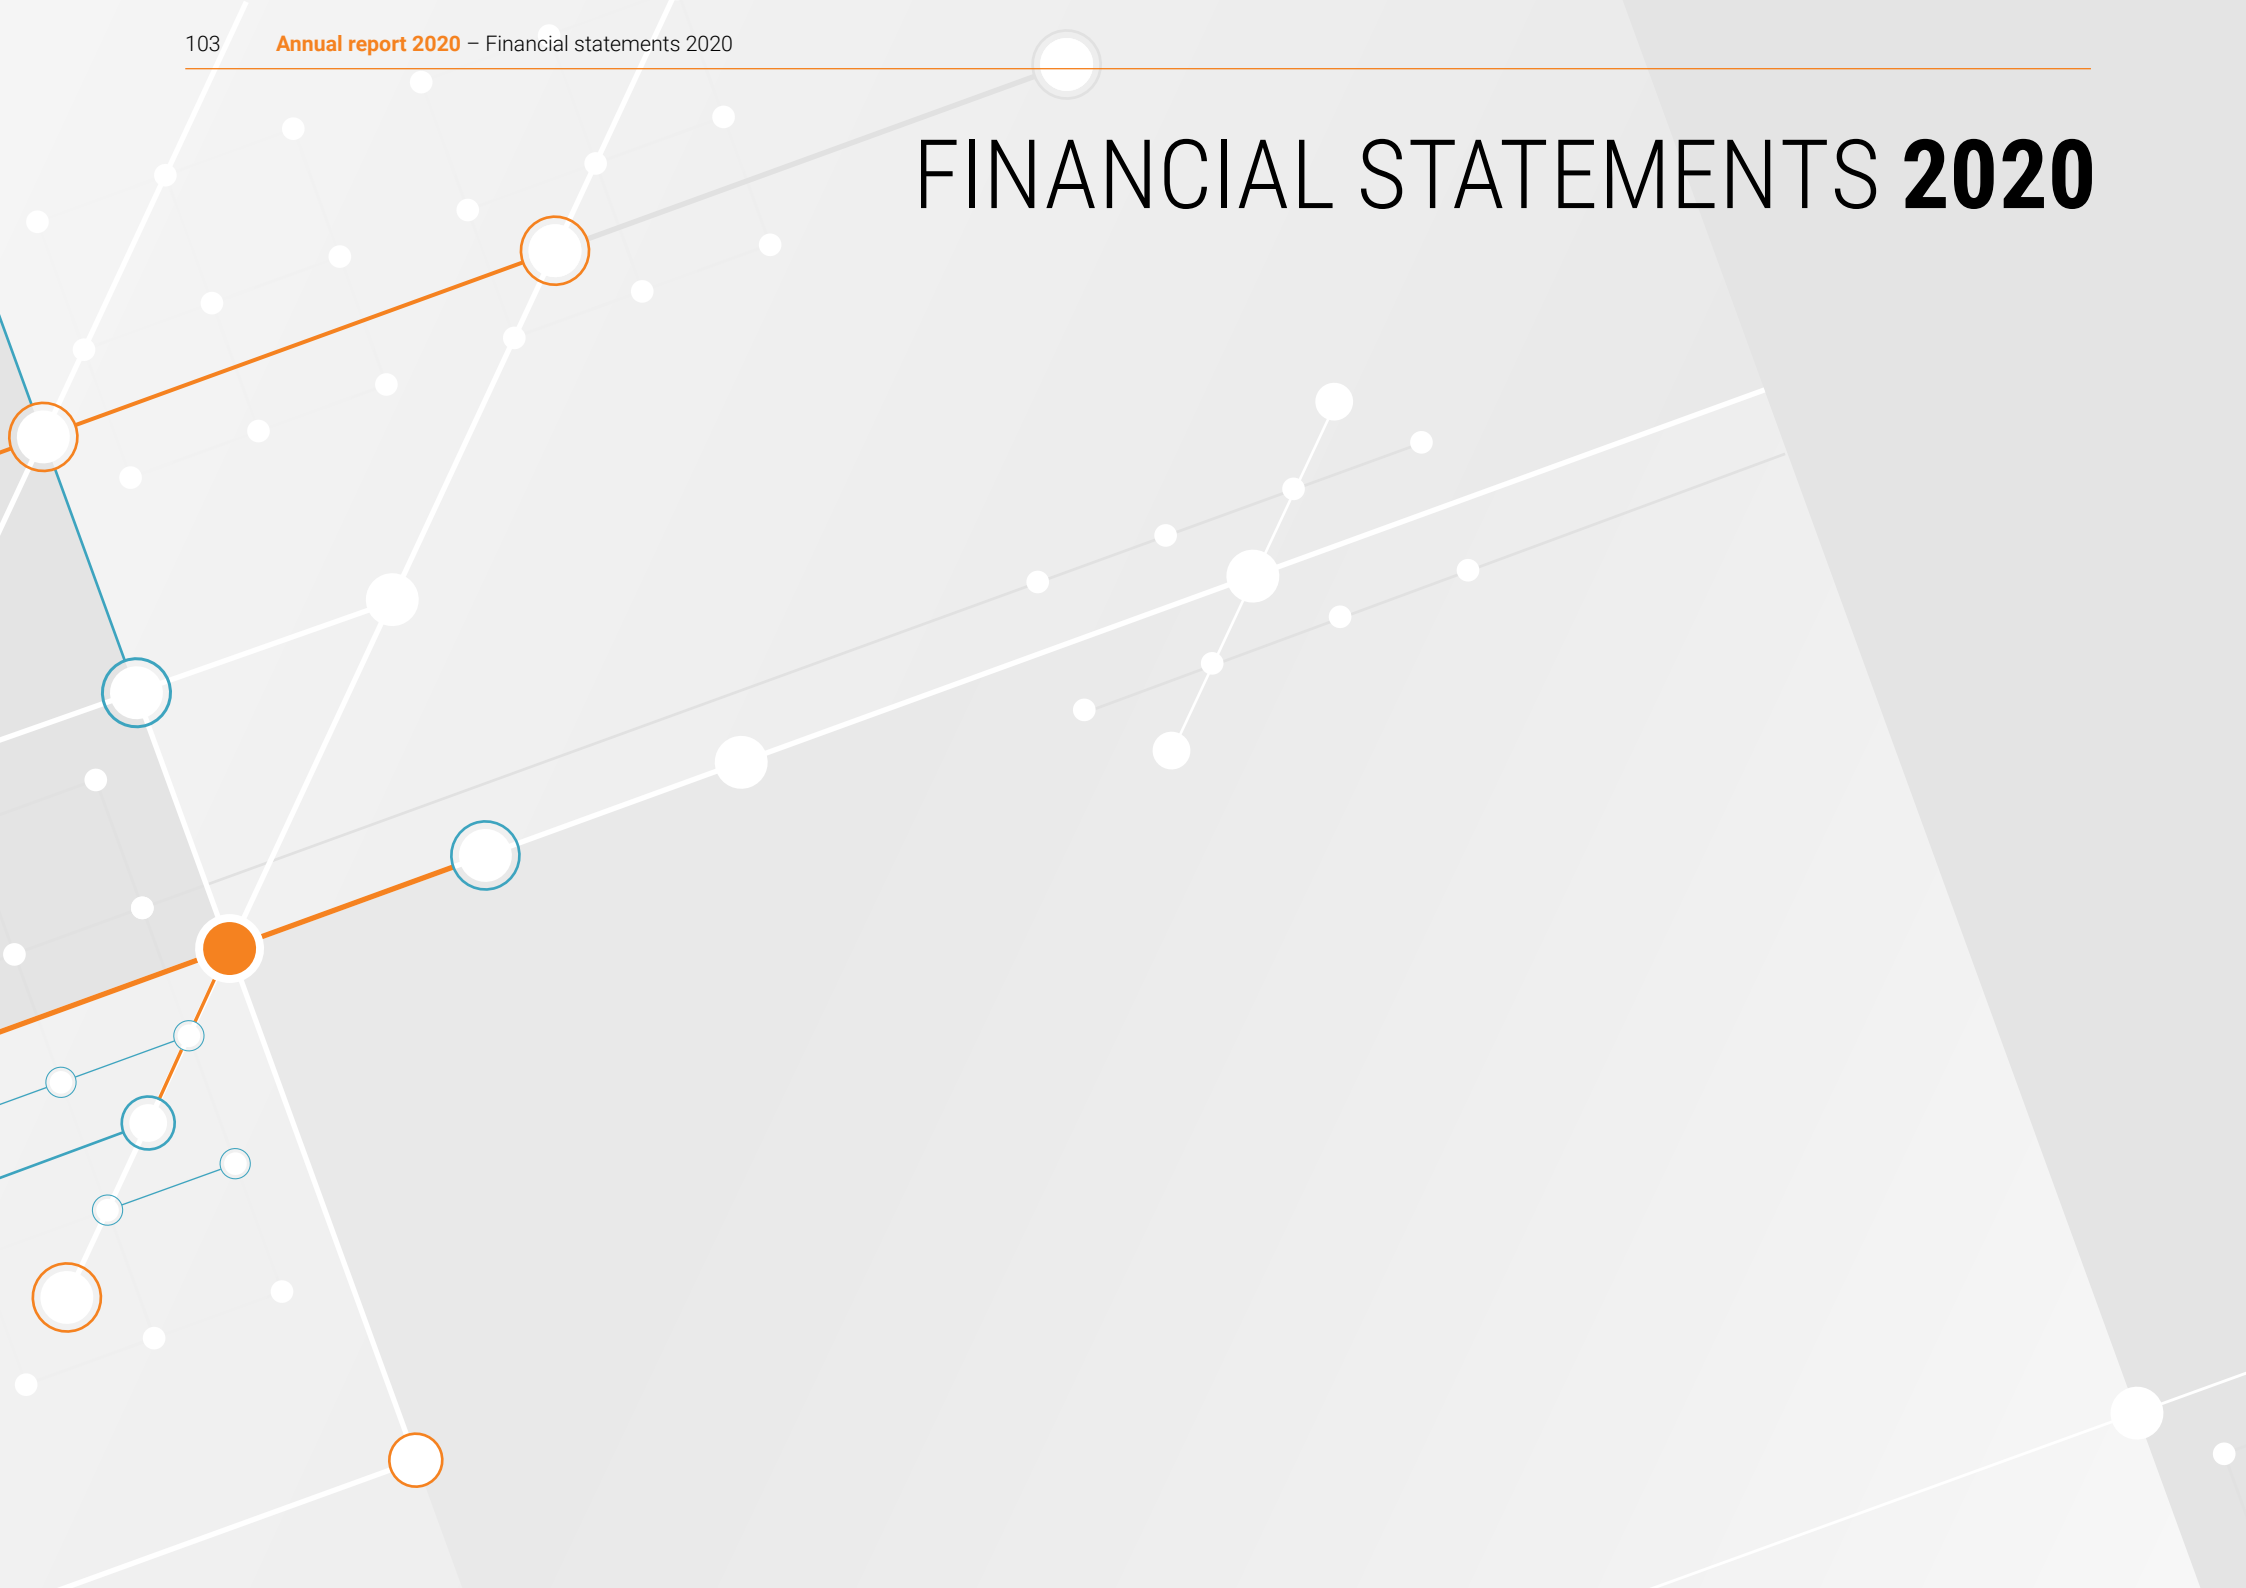 103 Annual report 2020 – Financial statements 2020
FINANCIAL STATEMENTS 2020